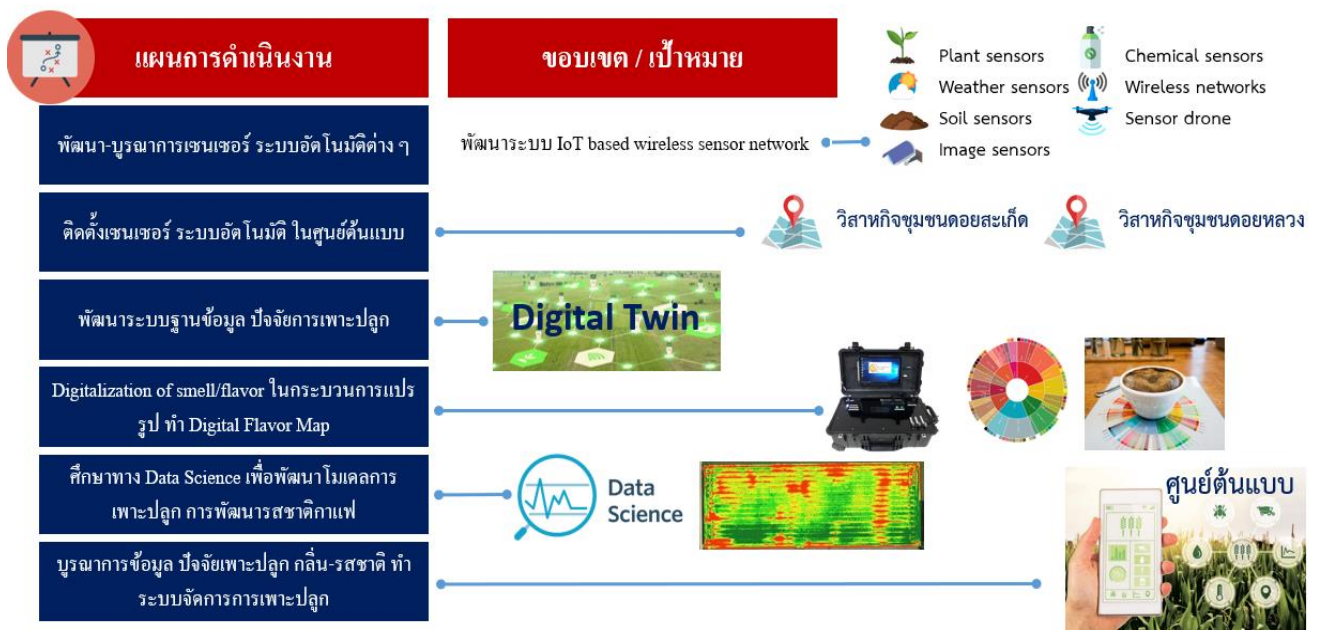 แผนการดำเนินงาน
ขอบเขต / เป้าหมาย
พัฒนา-บูรณาการเซนเซอร์ ระบบอัตโนมัติต่าง ๆ
พัฒนาระบบ IoT based wireless sensor network
Plant sensors
Weather sensors
Soil sensors
Image sensors
Chemical sensors
Wireless networks
Sensor drone
ติดตั้งเซนเซอร์ ระบบอัตโนมัติ ในศูนย์ต้นแบบ
วิสาหกิจชุมชนดอยสะเก็ด
วิสาหกิจชุมชนดอยหลวง
พัฒนาระบบฐานข้อมูล ปัจจัยการเพาะปลูก
Digital Twin
Digitalization of smell/flavor ในกระบวนการแปร
รูป ทำ Digital Flavor Map
ศึกษาทาง Data Science เพื่อพัฒนาโมเดลการ
เพาะปลูก การพัฒนารสชาติกาแฟ
Data
Science
ศูนย์ต้นแบบ
บูรณาการข้อมูล ปัจจัยเพาะปลูก กลิ่น-รสชาติ ทำ
ระบบจัดการการเพาะปลูก